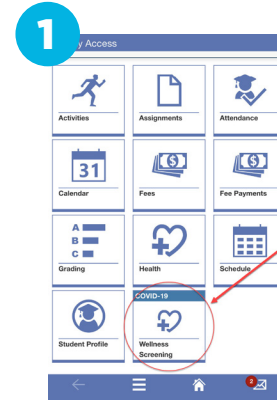 1
y Access
Activities
Assignments
Attendance
31
Calendar
Fees
Fee Payments
A
B
C
Grading
Health
Schedule
COVID-19
Student Profile
Wellness
Screening
2